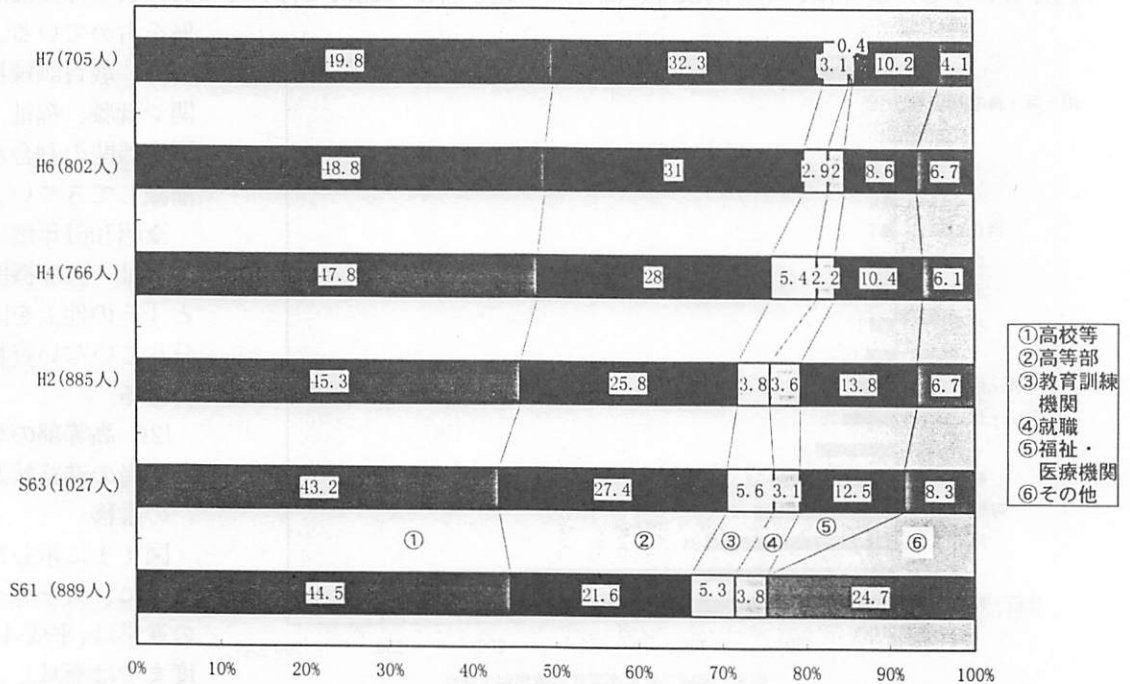 H7(705人) 49.8 32.3 3.1 0.4 10.2 4.1
H6(802人) 48.8 31 2.9 2 8.6 6.7
H4(766人) 47.8 28 5.4 2.2 10.4 6.1
H2(885人) 45.3 25.8 3.8 3.6 13.8 6.7
S63(1027人) 43.2 27.4 5.6 3.1 12.5 8.3
① ② ③ ④ ⑤ ⑥
S61(889人) 44.5 21.6 5.3 3.8 24.7
0% 10% 20% 30% 40% 50% 60% 70% 80% 90% 100%
①高校等
②高等部
③教育訓練
機関
④就職
⑤福祉・
医療機関
⑥その他